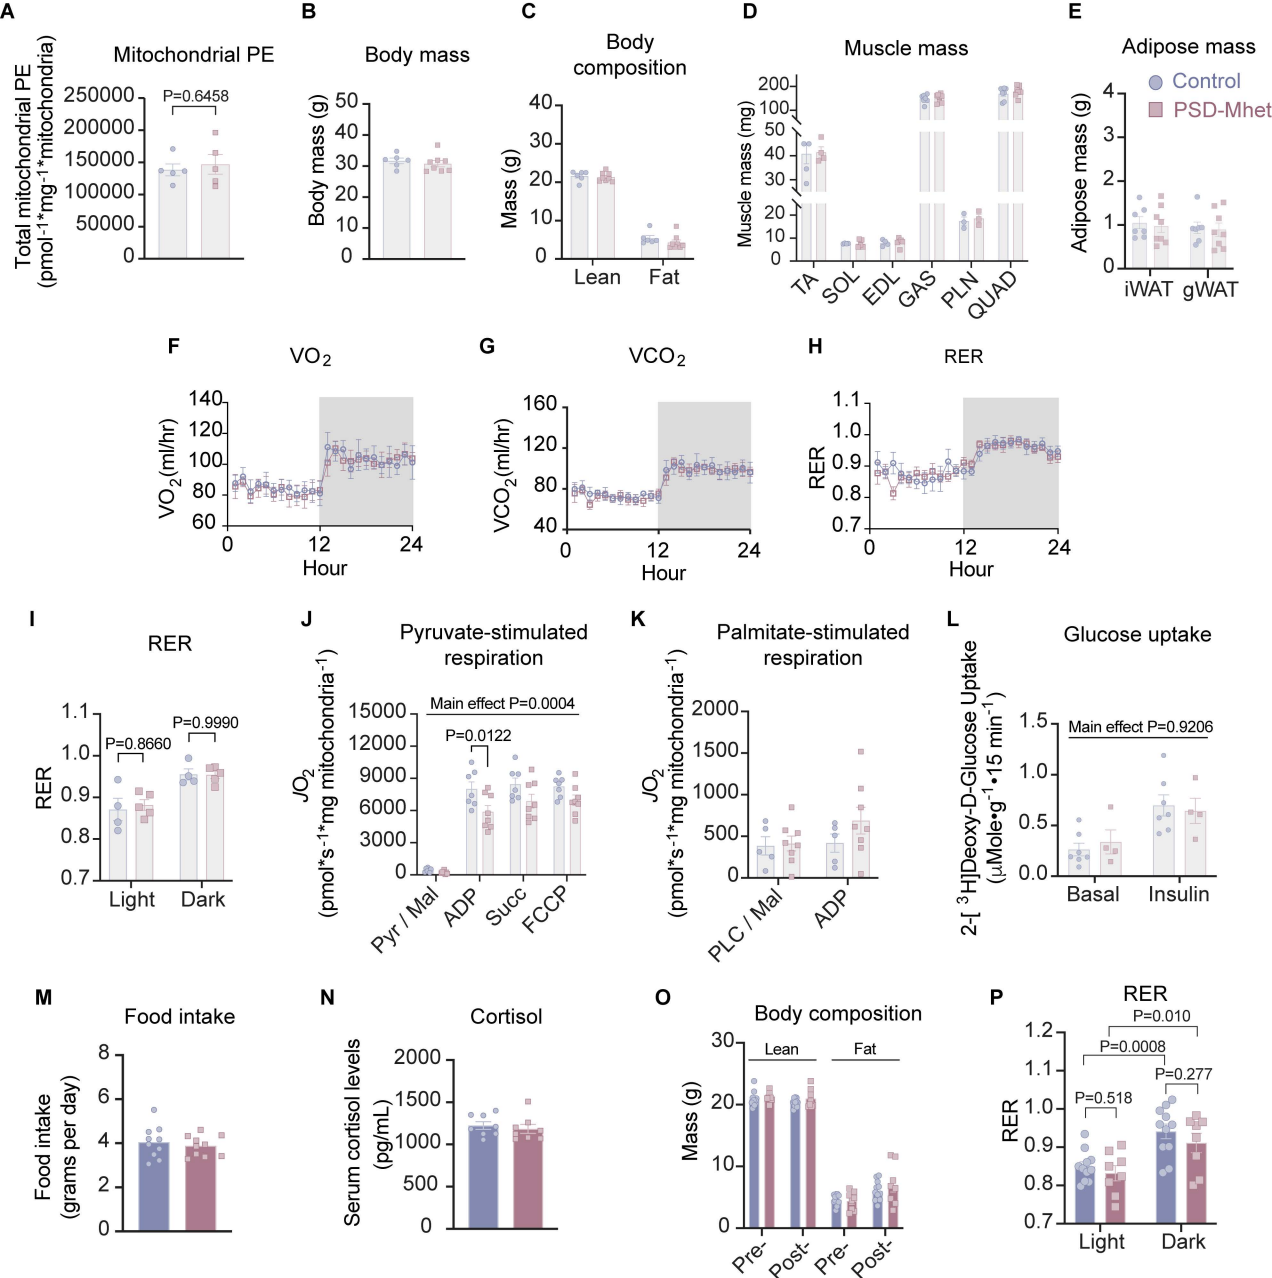 A
Mitochondrial PE
Total mitochondrial PE
(pmol-1*mg-1*mitochondria)
250000
200000
150000
100000
50000
0
P=0.6458
B
Body mass
Body mass (g)
50
40
30
20
10
0
C
Body
composition
Mass (g)
40
30
20
10
0
Lean
Fat
D
Muscle mass
Muscle mass (mg)
200
100
50
40
30
20
10
0
TA
SOL
EDL
GAS
PLN
QUAD
E
Adipose mass
Control
PSD-Mhet
Adipose mass (g)
4
3
2
1
0
iWAT
gWAT
F
VO2
VO2(ml/hr)
140
120
100
80
60
0
12
24
Hour
G
VCO2
VCO2(ml/hr)
160
120
80
40
0
12
24
Hour
H
RER
RER
1.1
1.0
0.9
0.8
0.7
0
12
24
Hour
I
RER
RER
1.1
1.0
0.9
0.8
0.7
P=0.8660
P=0.9990
Light
Dark
J
Pyruvate-stimulated
respiration
JO2
(pmol*s-1*mg mitochondria-1)
15000
12000
9000
6000
3000
0
Main effect P=0.0004
P=0.0122
Pyr / Mal
ADP
Succ
FCCP
K
Palmitate-stimulated
respiration
JO2
(pmol*s-1*mg mitochondria-1)
2000
1500
1000
500
0
PLC / Mal
ADP
L
Glucose uptake
2-[ 3H]Deoxy-D-Glucose Uptake
(μMole•g-1•15 min-1)
1.5
1.0
0.5
0.0
Main effect P=0.9206
Basal
Insulin
M
Food intake
Food intake
(grams per day)
8
6
4
2
0
N
Cortisol
Serum cortisol levels
(pg/mL)
2000
1500
1000
500
0
O
Body composition
Mass (g)
30
20
10
0
Lean
Fat
Pre-
Post-
Pre-
Post-
P
RER
RER
1.2
1.1
1.0
0.9
0.8
0.7
P=0.010
P=0.0008
P=0.277
P=0.518
Light
Dark